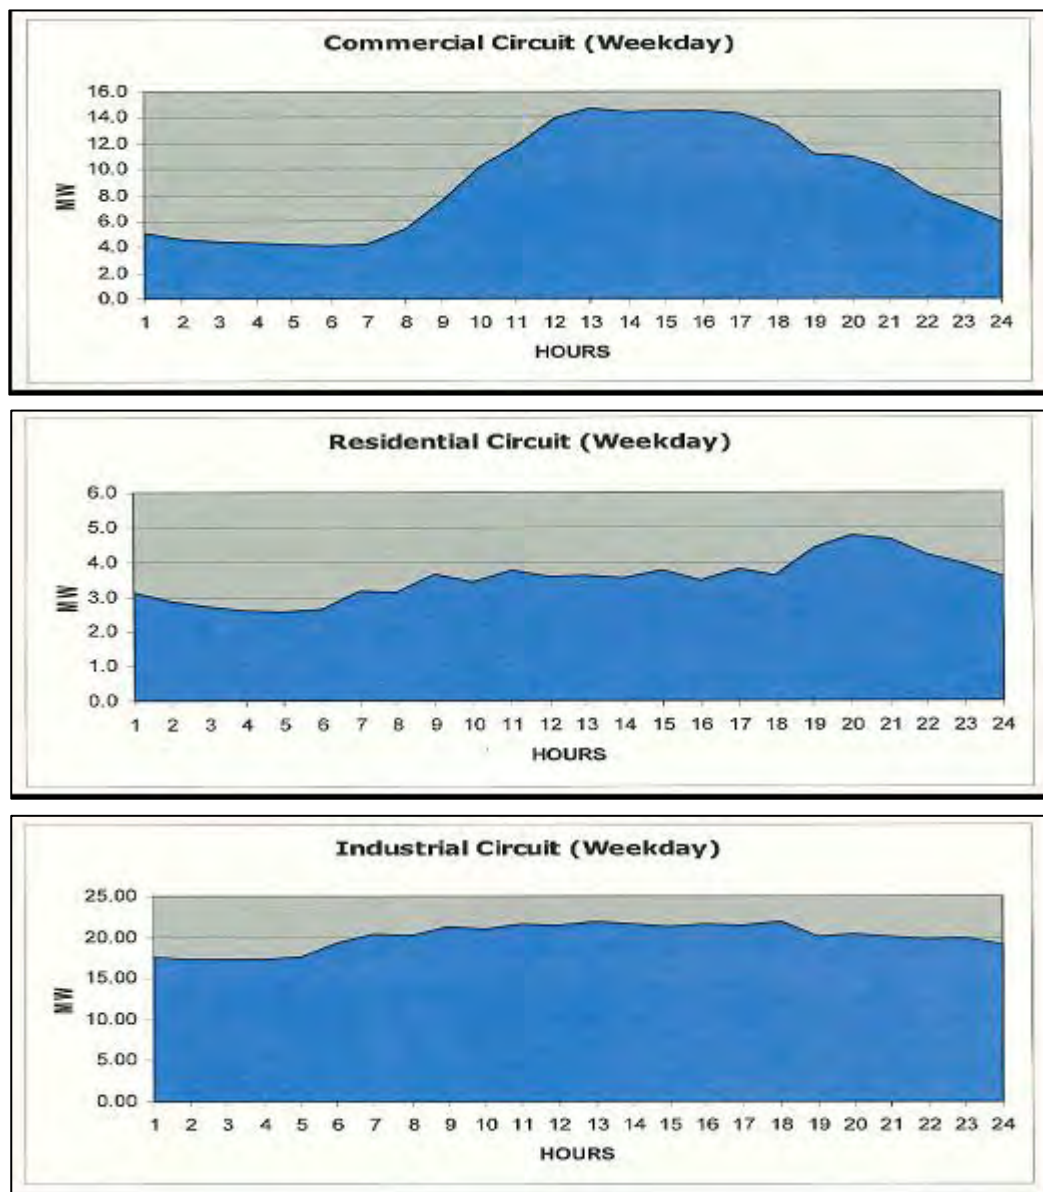 Commercial Circuit (Weekday)
16.0
14.0
12.0
10.0
8.0
6.0
4.0
2.0
0.0
MW
1 2 3 4 5 6 7 8 9 10 11 12 13 14 15 16 17 18 19 20 21 22 23 24
HOURS
Residential Circuit (Weekday)
6.0
5.0
4.0
3.0
2.0
1.0
0.0
MW
1 2 3 4 5 6 7 8 9 10 11 12 13 14 15 16 17 18 19 20 21 22 23 24
HOURS
Industrial Circuit (Weekday)
25.00
20.00
15.00
10.00
5.00
0.00
MW
1 2 3 4 5 6 7 8 9 10 11 12 13 14 15 16 17 18 19 20 21 22 23 24
HOURS